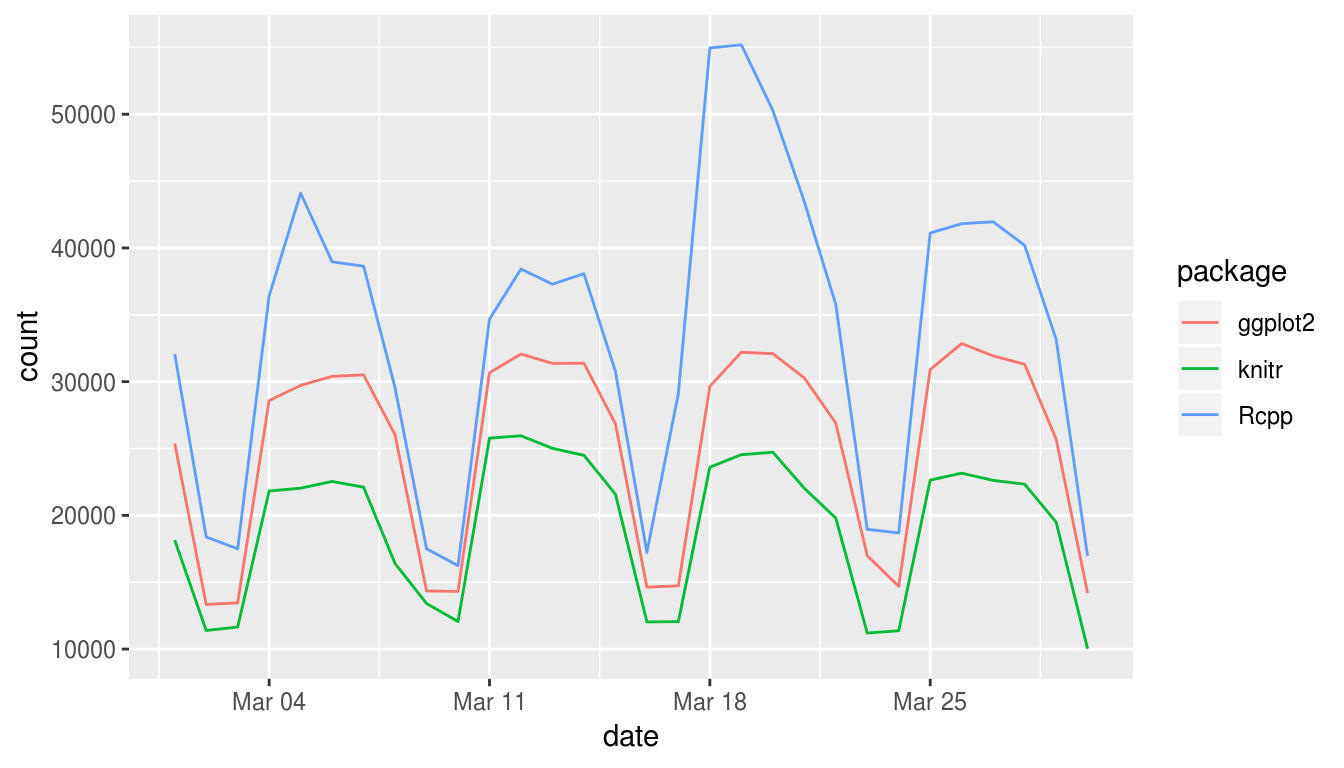 50000
40000
30000
20000
10000
count
Mar 04 Mar 11 Mar 18 Mar 25
date
package
ggplot2
knitr
Rcpp